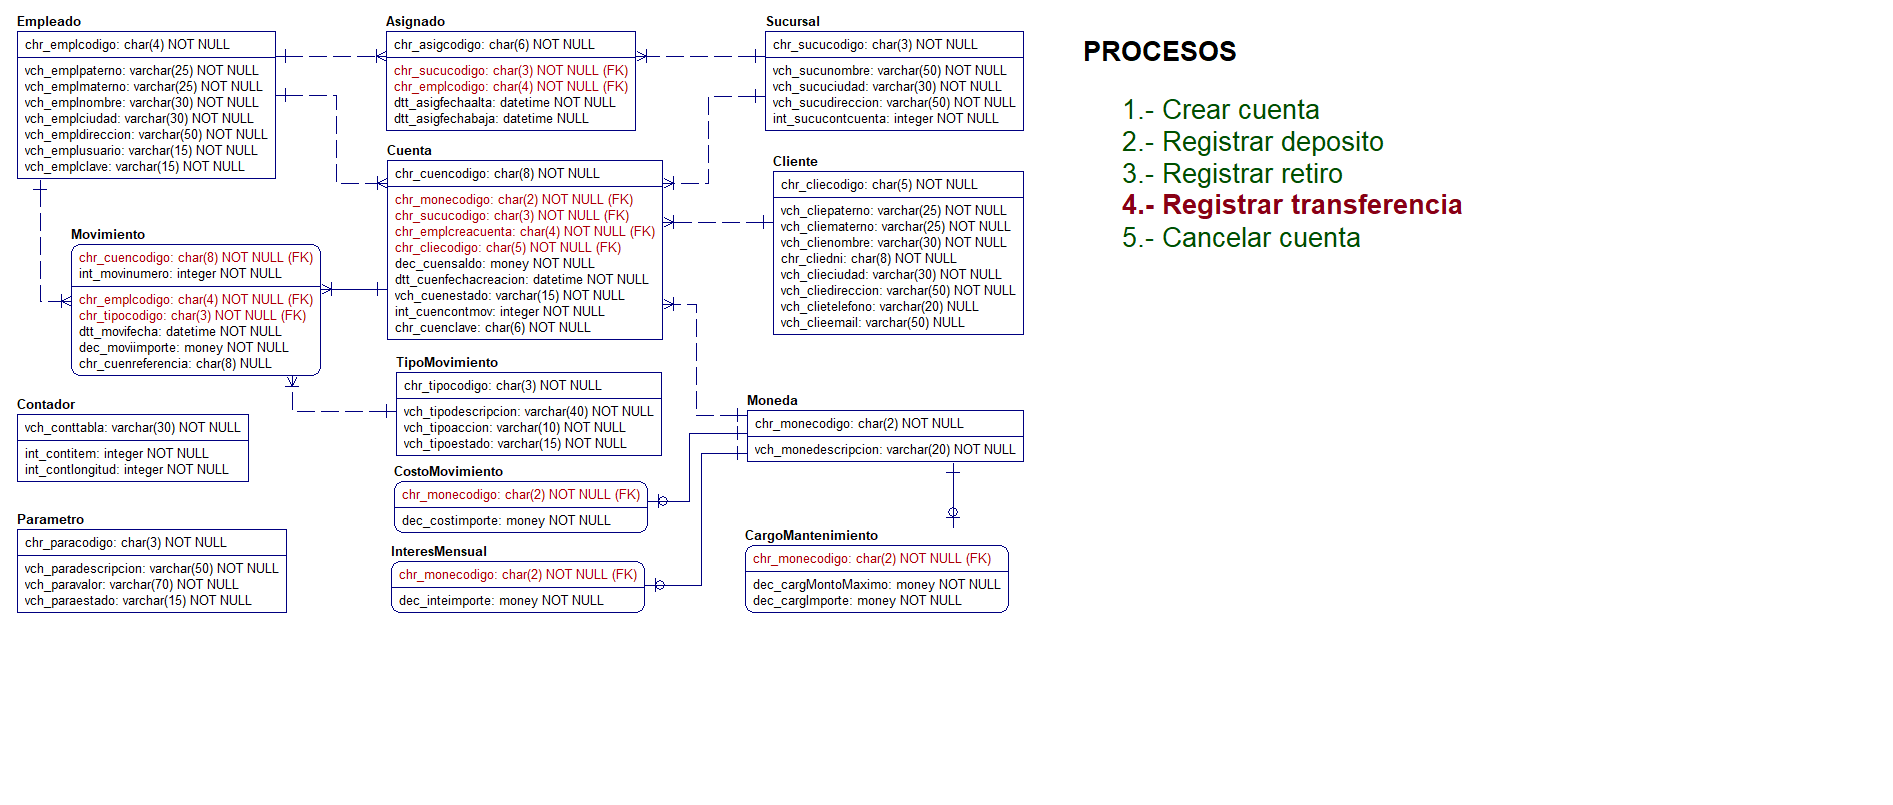 Empleado
chr_emplcodigo: char(4) NOT NULL
vch_emplpaterno: varchar(25) NOT NULL
vch_emplmaterno: varchar(25) NOT NULL
vch_emplnombre: varchar(30) NOT NULL
vch_emplciudad: varchar(30) NOT NULL
vch_empldireccion: varchar(50) NOT NULL
vch_emplusuario: varchar(15) NOT NULL
vch_emplclave: varchar(15) NOT NULL
Asignado
chr_asigcodigo: char(6) NOT NULL
chr_sucucodigo: char(3) NOT NULL (FK)
chr_emplcodigo: char(4) NOT NULL (FK)
dtt_asigfechaalta: datetime NOT NULL
dtt_asigfechabaja: datetime NULL
Sucursal
chr_sucucodigo: char(3) NOT NULL
vch_sucunombre: varchar(50) NOT NULL
vch_sucuciudad: varchar(30) NOT NULL
vch_sucudireccion: varchar(50) NOT NULL
int_sucucontcuenta: integer NOT NULL
Cuenta
chr_cuencodigo: char(8) NOT NULL
chr_monecodigo: char(2) NOT NULL (FK)
chr_sucucodigo: char(3) NOT NULL (FK)
chr_emplcreacuenta: char(4) NOT NULL (FK)
chr_cliecodigo: char(5) NOT NULL (FK)
dec_cuensaldo: money NOT NULL
dtt_cuenfechacreacion: datetime NOT NULL
vch_cuenestado: varchar(15) NOT NULL
int_cuencontmov: integer NOT NULL
chr_cuenclave: char(6) NOT NULL
Cliente
chr_cliecodigo: char(5) NOT NULL
vch_cliepaterno: varchar(25) NOT NULL
vch_cliematerno: varchar(25) NOT NULL
vch_clienombre: varchar(30) NOT NULL
chr_cliedni: char(8) NOT NULL
vch_clieciudad: varchar(30) NOT NULL
vch_cliedireccion: varchar(50) NOT NULL
vch_clietelefono: varchar(20) NULL
vch_clieemail: varchar(50) NULL
Movimiento
chr_cuencodigo: char(8) NOT NULL (FK)
int_movinumero: integer NOT NULL
chr_emplcodigo: char(4) NOT NULL (FK)
chr_tipocodigo: char(3) NOT NULL (FK)
dtt_movifecha: datetime NOT NULL
dec_moviimporte: money NOT NULL
chr_cuenreferencia: char(8) NULL
TipoMovimiento
chr_tipocodigo: char(3) NOT NULL
vch_tipodescripcion: varchar(40) NOT NULL
vch_tipoaccion: varchar(10) NOT NULL
vch_tipoestado: varchar(15) NOT NULL
Contador
vch_conttabla: varchar(30) NOT NULL
int_contitem: integer NOT NULL
int_contlongitud: integer NOT NULL
Moneda
chr_monecodigo: char(2) NOT NULL
vch_monedescripcion: varchar(20) NOT NULL
CostoMovimiento
chr_monecodigo: char(2) NOT NULL (FK)
dec_costimporte: money NOT NULL
Parametro
chr_paracodigo: char(3) NOT NULL
vch_paradescripcion: varchar(50) NOT NULL
vch_paravalor: varchar(70) NOT NULL
vch_paraestado: varchar(15) NOT NULL
InteresMensual
chr_monecodigo: char(2) NOT NULL (FK)
dec_inteimporte: money NOT NULL
CargoMantenimiento
chr_monecodigo: char(2) NOT NULL (FK)
dec_cargMontoMaximo: money NOT NULL
dec_cargImporte: money NOT NULL
PROCESOS
1.- Crear cuenta
2.- Registrar deposito
3.- Registrar retiro
4.- Registrar transferencia
5.- Cancelar cuenta